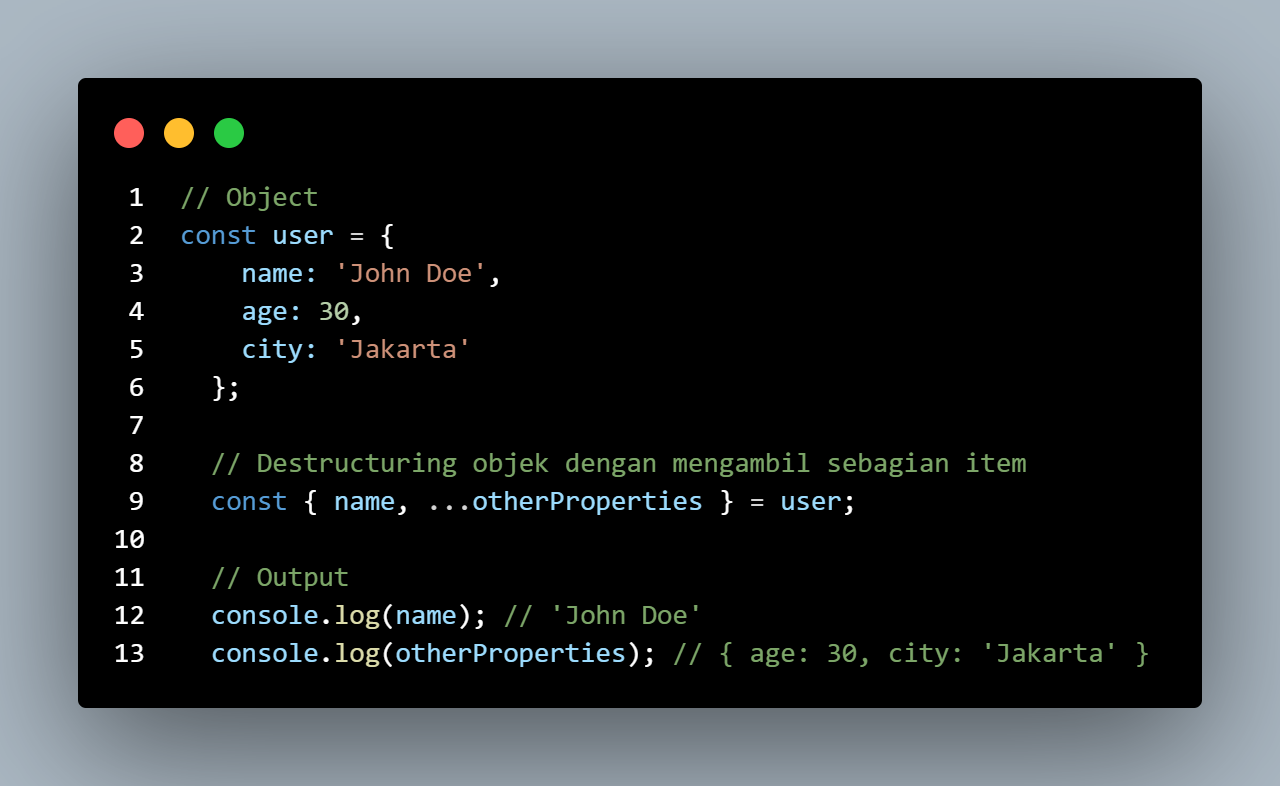 1 // Object
2 const user = {
3     name: 'John Doe',
4     age: 30,
5     city: 'Jakarta'
6   };
7
8   // Destructuring objek dengan mengambil sebagian item
9   const { name, ...otherProperties } = user;
10
11   // Output
12   console.log(name); // 'John Doe'
13   console.log(otherProperties); // { age: 30, city: 'Jakarta' }